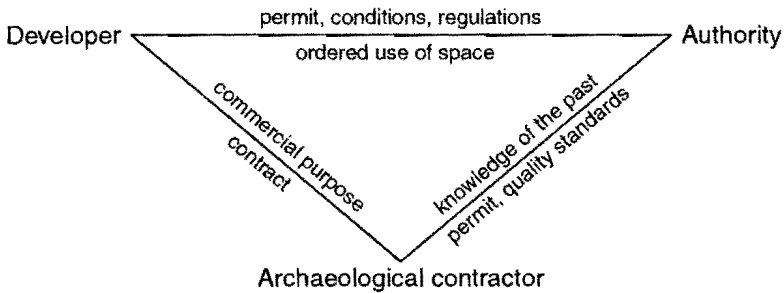 permit, conditions, regulations
Developer
Authority
ordered use of space
commercial purpose
contract
knowledge of the past
permit, quality standards
Archaeological contractor